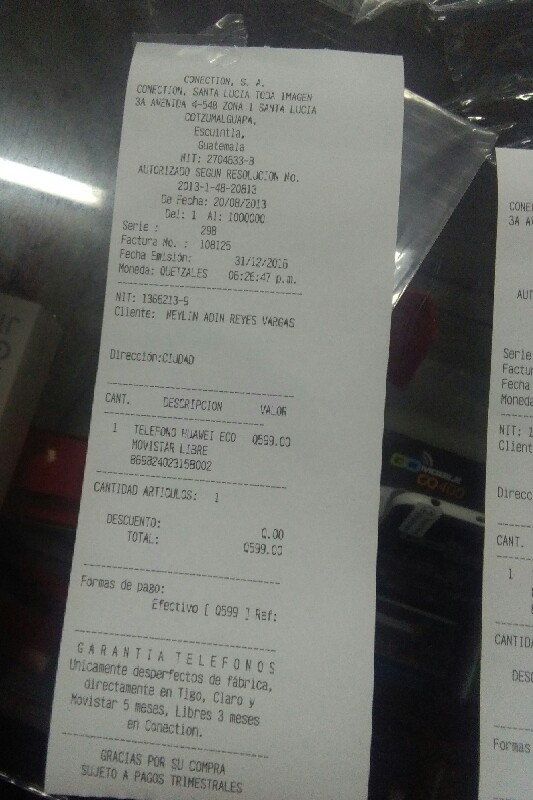 CONECTION, S. A.
CONECTION, SANTA LUCIA TODA IMAGEN
3A AVENIDA 4-548 ZONA 1 SANTA LUCIA
COTZUMALGUAPA,
Escuintla,
Guatemala
NIT: 2704633-8
AUTORIZADO SEGUN RESOLUCION No.
2013-1-48-20813
De Fecha: 20/08/2013
Del: 1 Al: 1000000
Serie : 298
Factura No. : 108125
Fecha Emisión: 31/12/2016
Moneda: QUETZALES 06:26:47 p.m.
NIT: 1366213-5
Cliente: NEYLIN ADIN REYES VARGAS
Dirección:CIUDAD
CANT. DESCRIPCION VALOR
1 TELEFONO HUAWEI ECO Q599.00
MOVISTAR LIBRE
865824023158002
CANTIDAD ARTICULOS: 1
DESCUENTO: 0.00
TOTAL: Q599.00
Formas de pago:
Efectivo [ Q599 ] Ref:
GARANTIA TELEFONOS
Unicamente desperfectos de fábrica,
directamente en Tigo, Claro y
Movistar 5 meses, Libres 3 meses
en Conection.
GRACIAS POR SU COMPRA
SUJETO A PAGOS TRIMESTRALES
GO MOBILE
GO400
CONE
3A A
AUT
Serie
Factur
Fecha
Moneda
NIT: 1
Client
Direcc
CANT.
1
CANTID
DESC
Formas